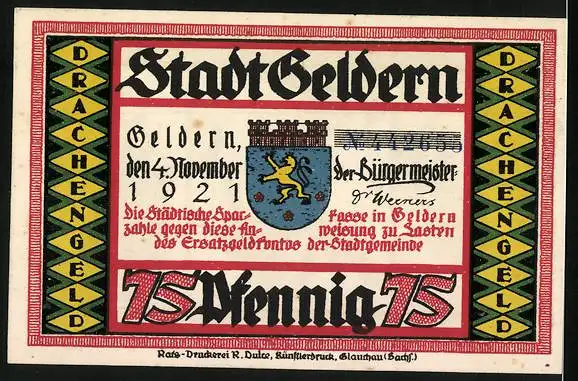 Stadt Geldern
DRACHENGELD
DRACHENGELD
Geldern,
den 4. November
1921
№ 442655
Der Bürgermeister:
Dr Weeners
Die Städtische Spar- kasse in Geldern
zahle gegen diese An- weisung zu Lasten
des Ersatzgeldkontos der Stadtgemeinde
75 Pfennig 75
Rats-Druckerei R. Dulce, Künstlerdruck, Glauchau (Sachs.)